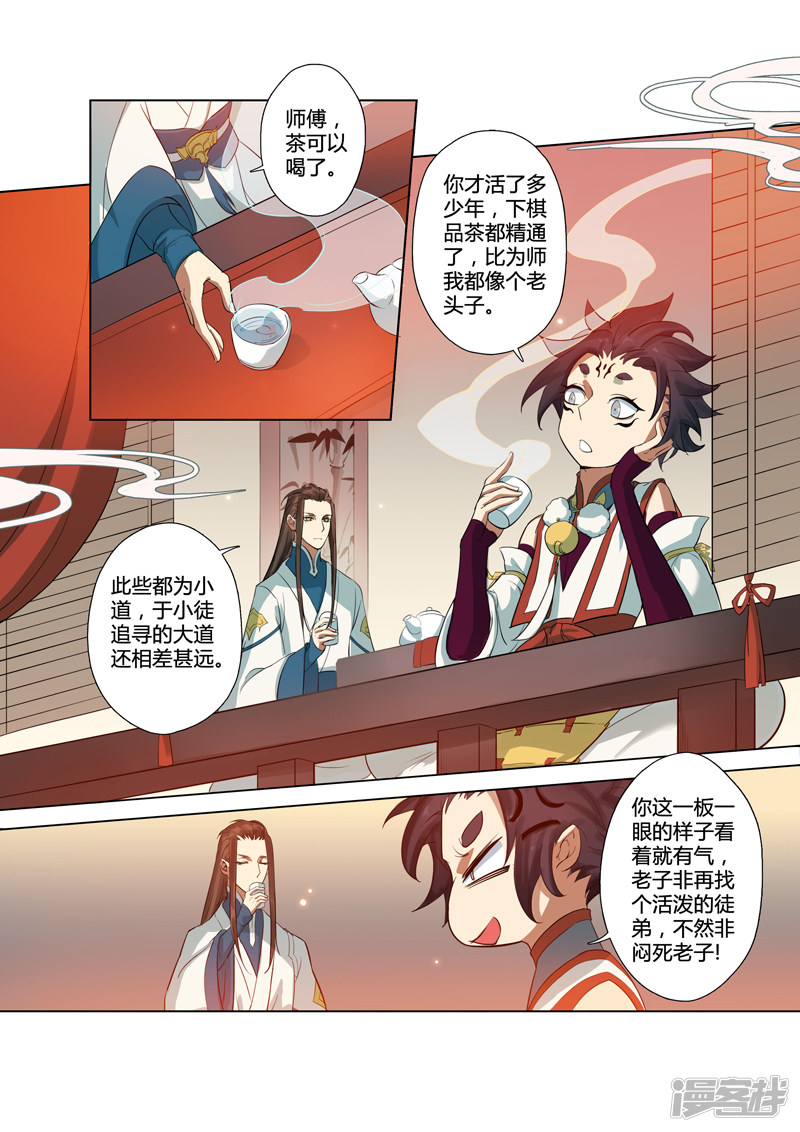 师傅，
茶可以
喝了。
你才活了多
少年，下棋
品茶都精通
了，比为师
我都像个老
头子。
此些都为小
道，于小徒
追寻的大道
还相差甚远。
你这一板一
眼的样子看
着就有气，
老子非再找
个活泼的徒
弟，不然非
闷死老子!
漫客栈